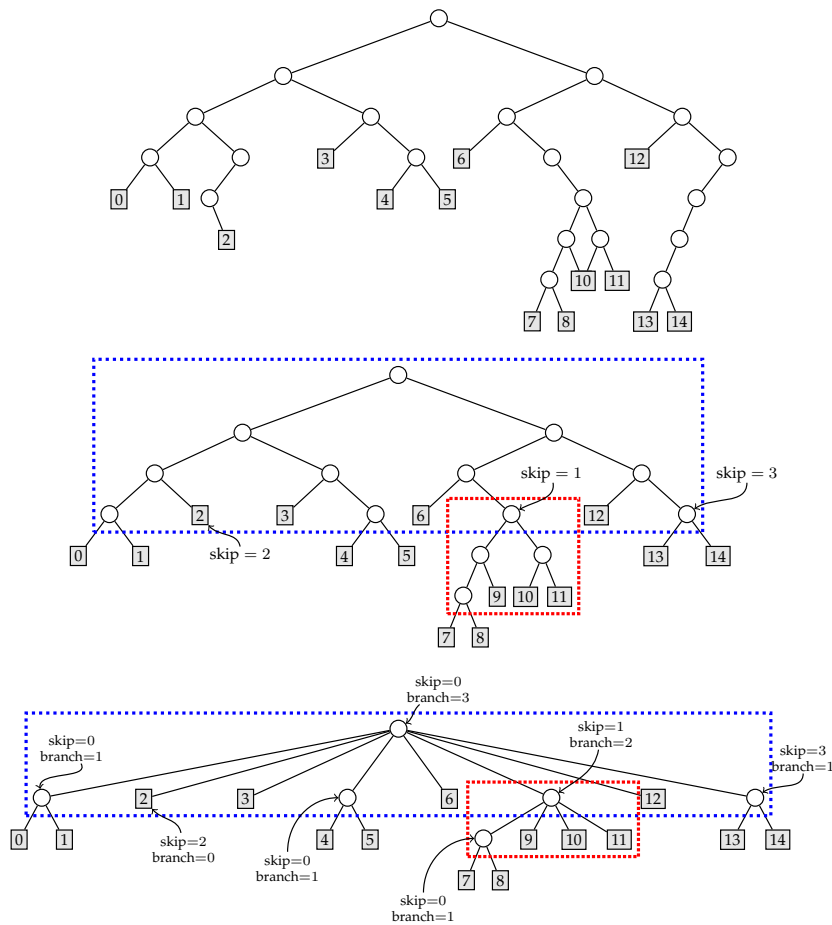 3
6
12
0
1
4
5
2
10
11
7
8
13
14
skip = 1
skip = 3
2
3
6
12
0
1
skip = 2
4
5
13
14
9
10
11
7
8
skip=0
branch=3
skip=0
branch=1
skip=1
branch=2
skip=3
branch=1
2
3
6
12
0
1
skip=2
branch=0
4
5
9
10
11
13
14
skip=0
branch=1
7
8
skip=0
branch=1